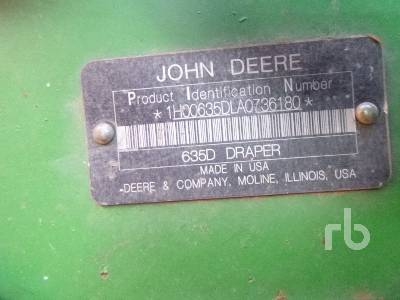 JOHN DEERE
Product Identification Number
*1H00635DLA0736180*
635D DRAPER
MADE IN USA
DEERE & COMPANY, MOLINE, ILLINOIS, USA
rb